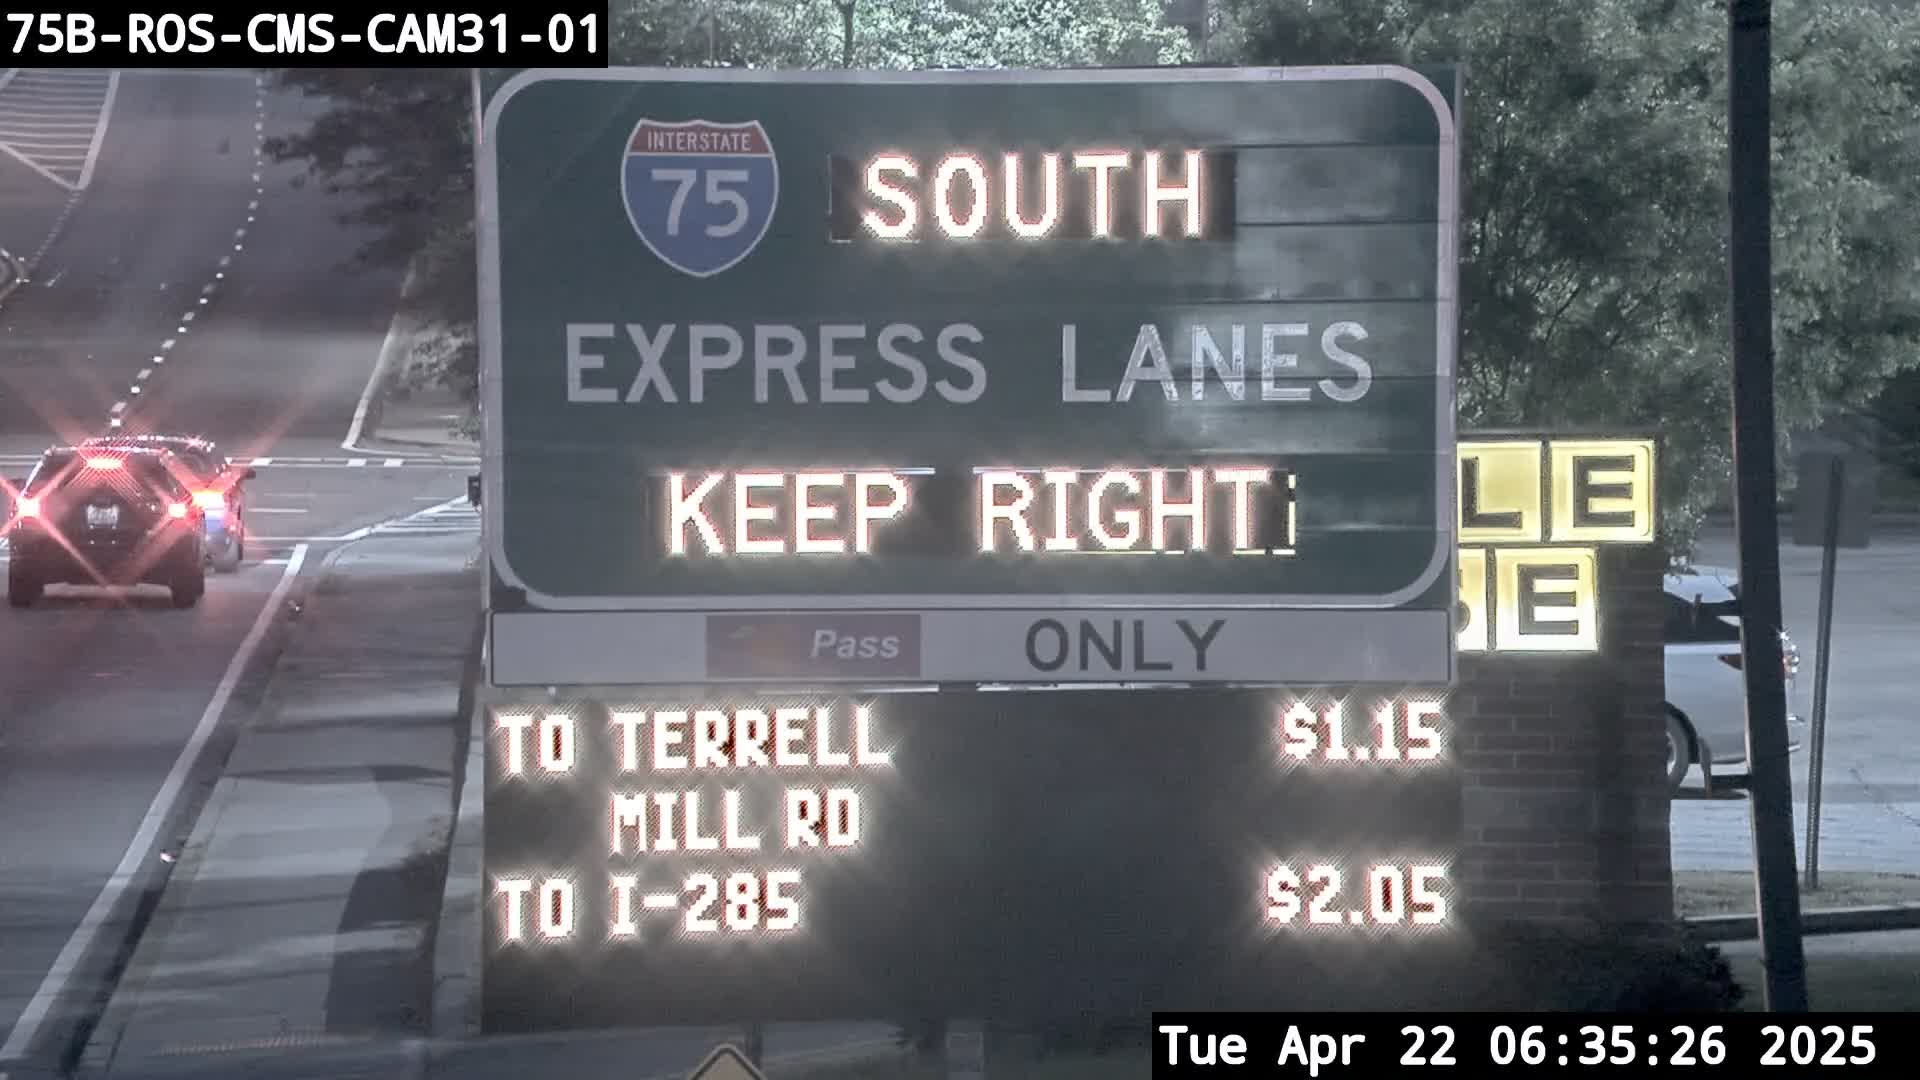 75B-ROS-CMS-CAM31-01
INTERSTATE
75
SOUTH
EXPRESS LANES
KEEP RIGHT
Pass
ONLY
TO TERRELL $1.15
MILL RD
TO I-285 $2.05
LE
E
Tue Apr 22 06:35:26 2025